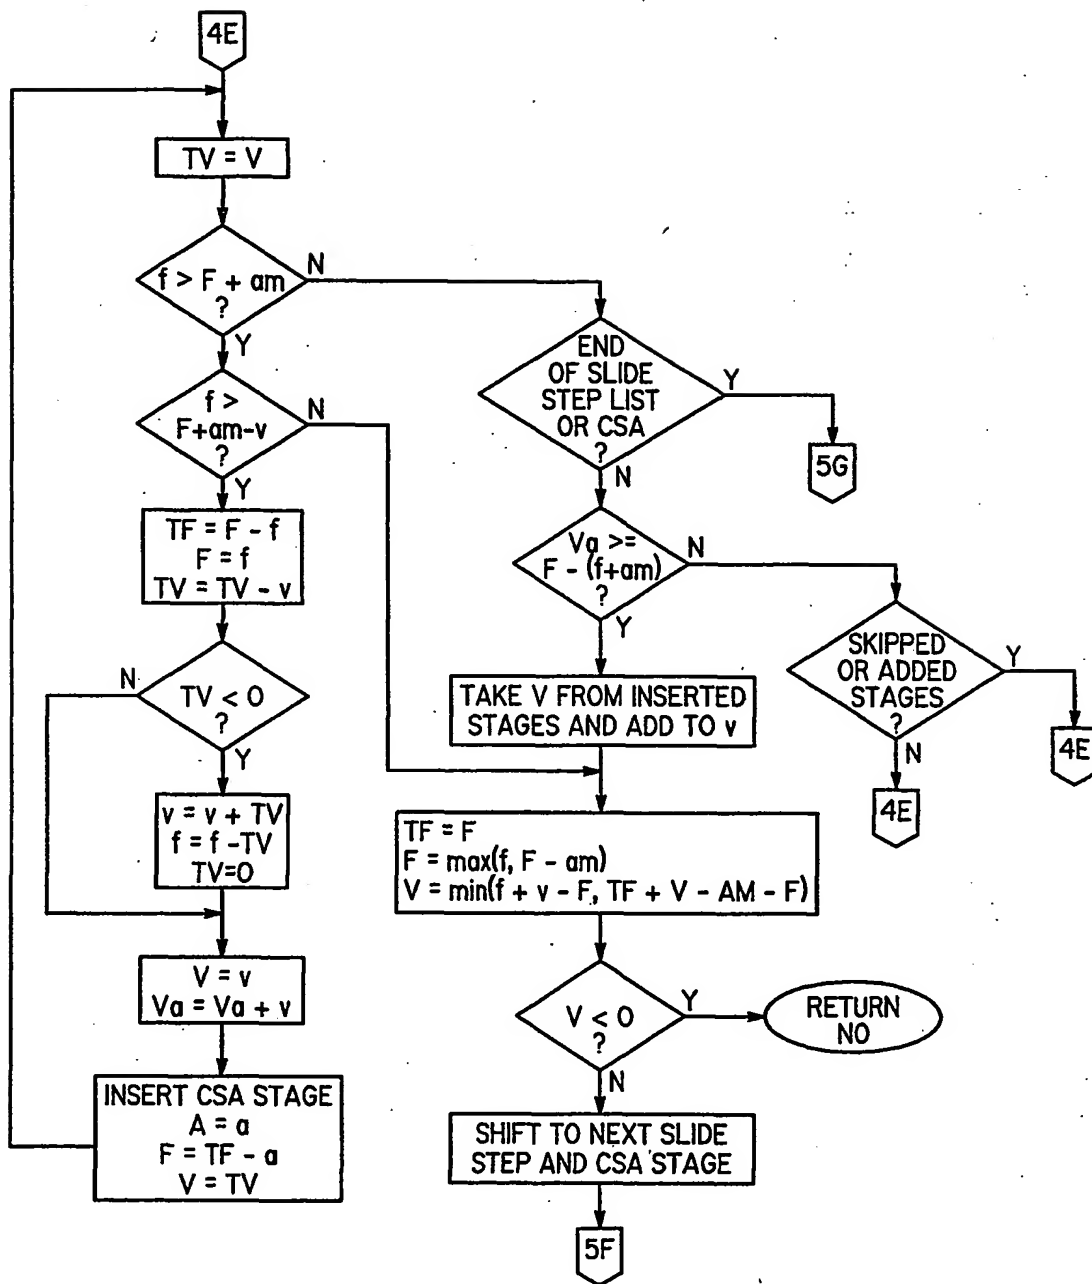 4E
TV = V
f > F + am
?
N
Y
f >
F+am-v
?
N
Y
TF = F - f
F = f
TV = TV - v
N
TV < 0
?
Y
v = v + TV
f = f -TV
TV=0
V = v
Va = Va + v
INSERT CSA STAGE
A = a
F = TF - a
V = TV
END
OF SLIDE
STEP LIST
OR CSA
?
Y
N
5G
Va >=
F - (f+am)
?
N
Y
SKIPPED
OR ADDED
STAGES
?
Y
N
4E
4E
TAKE V FROM INSERTED
STAGES AND ADD TO v
TF = F
F = max(f, F - am)
V = min(f + v - F, TF + V - AM - F)
V < 0
?
Y
N
RETURN
NO
SHIFT TO NEXT SLIDE
STEP AND CSA STAGE
5F